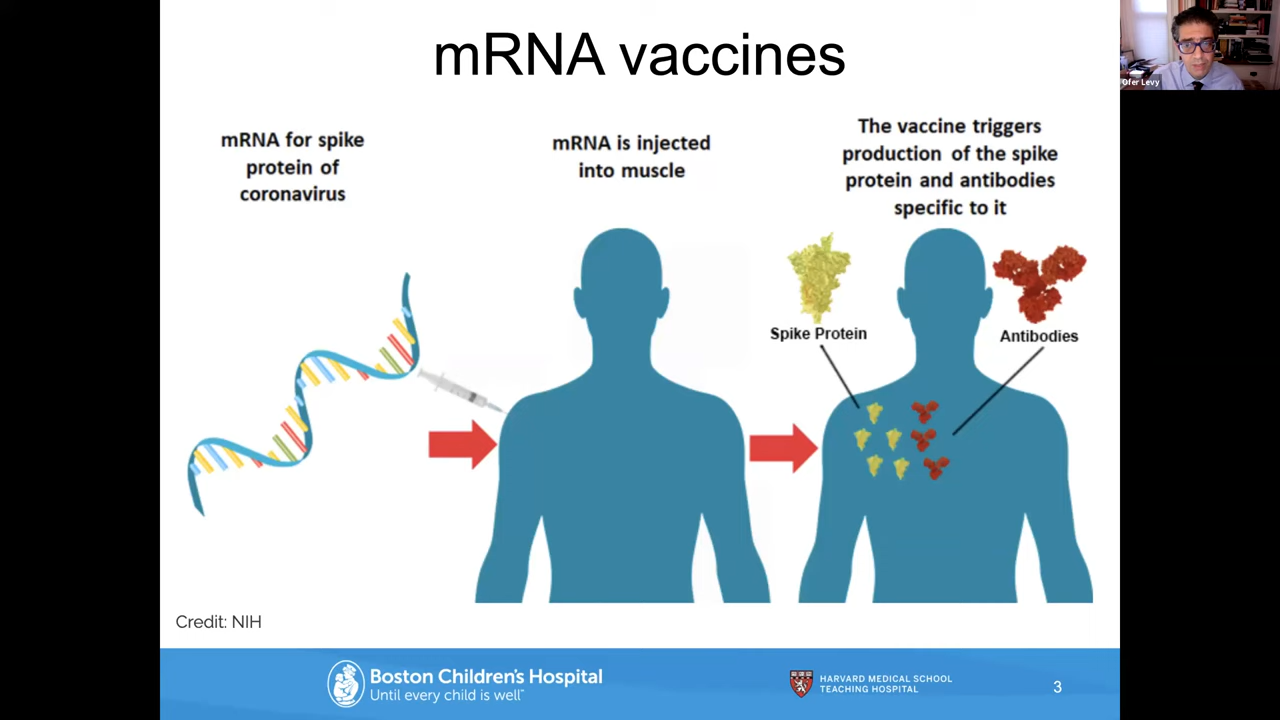 mRNA vaccines
Ofer Levy
mRNA for spike
protein of
coronavirus
mRNA is injected
into muscle
The vaccine triggers
production of the spike
protein and antibodies
specific to it
Spike Protein
Antibodies
Credit: NIH
Boston Children's Hospital
Until every child is well™
HARVARD MEDICAL SCHOOL
TEACHING HOSPITAL
3